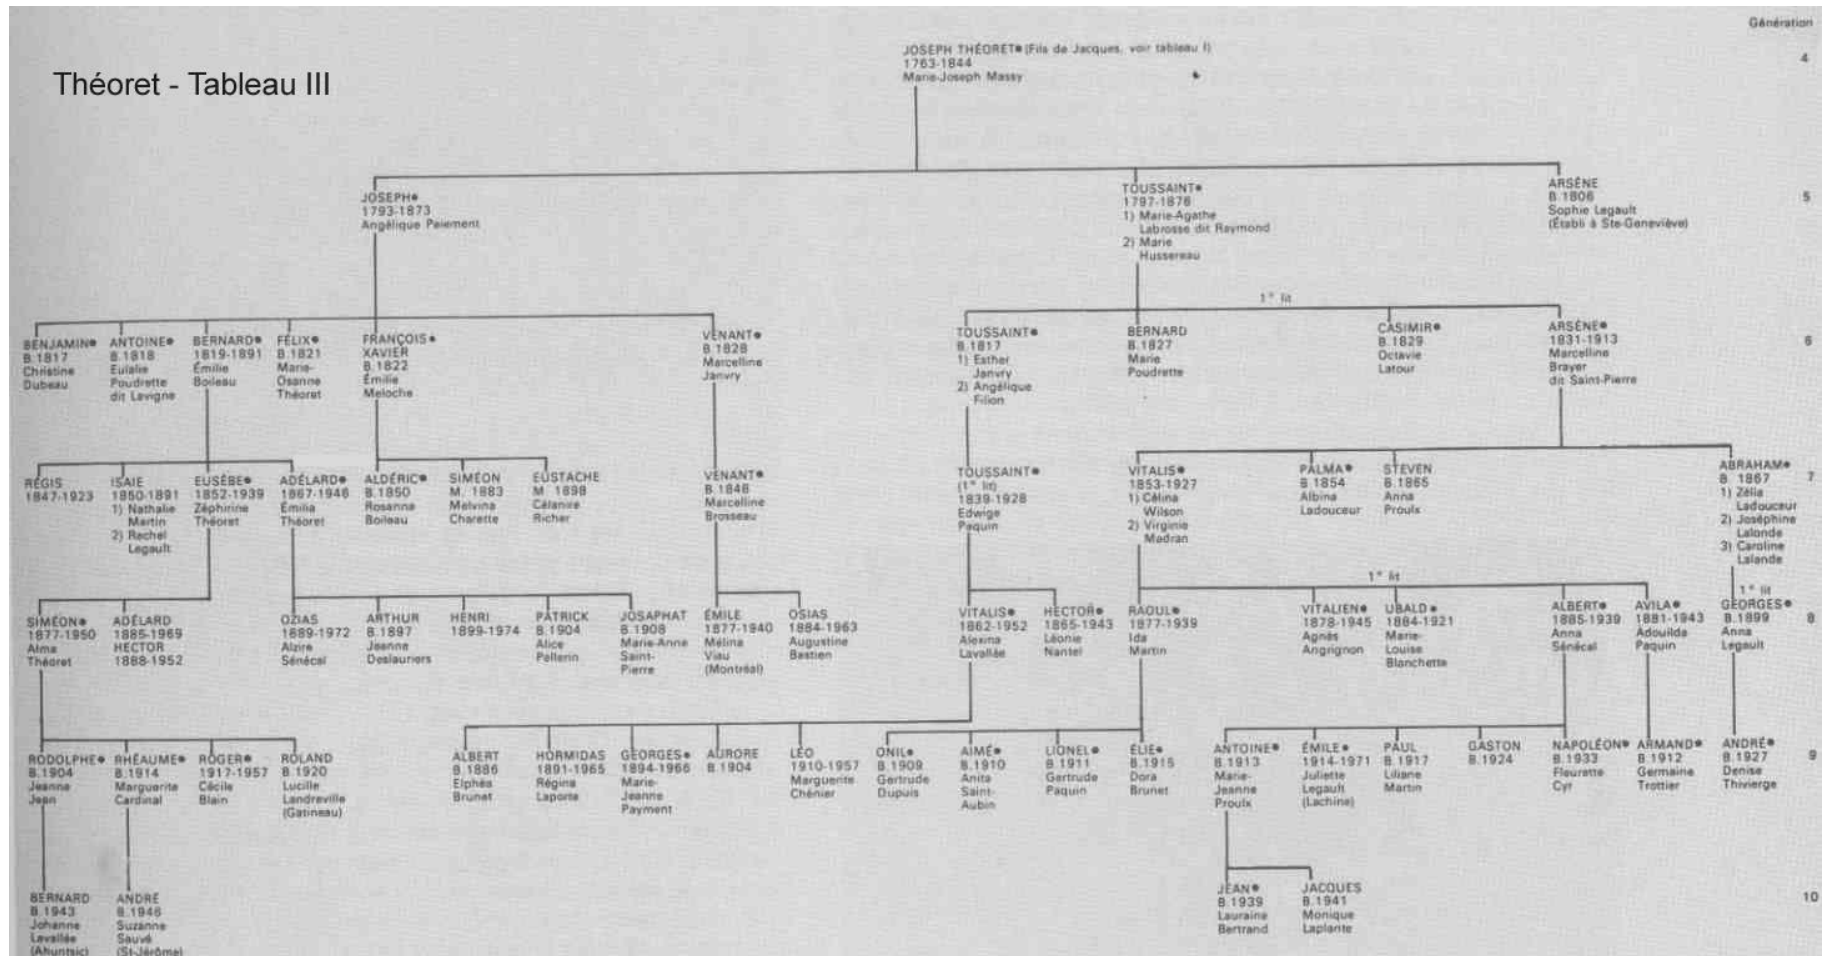 Génération
JOSEPH THÉORET● (Fils de Jacques, voir tableau I)
1763-1844
Marie-Joseph Massy
4
Théoret - Tableau III
JOSEPH●
1793-1873
Angélique Paiement
TOUSSAINT●
1797-1876
1) Marie-Agathe
Labrosse dit Raymond
2) Marie
Hussereau
ARSÈNE
B.1806
Sophie Legault
(Établi à Ste-Geneviève)
5
1° lit
BENJAMIN●
B.1817
Christine
Dubeau
ANTOINE●
B.1818
Eulalie
Poudrette
dit Lavigne
BERNARD●
1819-1891
Émilie
Boileau
FÉLIX●
B.1821
Marie-
Osanne
Théoret
FRANÇOIS●
XAVIER
B.1822
Émilie
Meloche
VENANT●
B.1828
Marcelline
Janvry
TOUSSAINT●
B.1817
1) Esther
Janvry
2) Angélique
Filion
BERNARD
B.1827
Marie
Poudrette
CASIMIR●
B.1829
Octavie
Latour
ARSÈNE●
1831-1913
Marcelline
Brayer
dit Saint-Pierre
6
RÉGIS
1847-1923
ISAIE
1850-1891
1) Nathalie
Martin
2) Rachel
Legault
EUSÈBE●
1852-1939
Zéphirine
Théoret
ADÉLARD●
1867-1946
Émilia
Théoret
ALDÉRIC●
B.1850
Rosanna
Boileau
SIMÉON
M. 1883
Melvina
Charette
EUSTACHE
M. 1898
Célanire
Richer
VENANT●
B.1848
Marcelline
Brosseau
TOUSSAINT●
(1° lit)
1839-1928
Edwige
Paquin
VITALIS●
1853-1927
1) Célina
Wilson
2) Virginie
Madran
PALMA●
B.1854
Albina
Ladouceur
STEVEN
B.1865
Anna
Proulx
ABRAHAM●
B. 1867
1) Zélia
Ladouceur
2) Joséphine
Lalonde
3) Caroline
Lalande
7
1° lit
1° lit
SIMÉON●
1877-1950
Alma
Théoret
ADÉLARD
1885-1969
HECTOR
1888-1952
OZIAS
1889-1972
Alzire
Sénécal
ARTHUR
B.1897
Jeanne
Deslauriers
HENRI
1899-1974
PATRICK
B.1904
Alice
Pellerin
JOSAPHAT
B.1908
Marie-Anne
Saint-
Pierre
ÉMILE
1877-1940
Mélina
Viau
(Montréal)
OSIAS
1884-1963
Augustine
Bastien
VITALIS●
1862-1952
Alexina
Lavallée
HECTOR●
1865-1943
Léonie
Nantel
RAOUL●
1877-1939
Ida
Martin
VITALIEN●
1878-1945
Agnès
Angrignon
UBALD●
1884-1921
Marie-
Louise
Blanchette
ALBERT●
1885-1939
Anna
Sénécal
AVILA●
1881-1943
Adouilda
Paquin
GEORGES●
B.1899
Anna
Legault
8
RODOLPHE●
B.1904
Jeanne
Jean
RHÉAUME●
B.1914
Marguerite
Cardinal
ROGER●
1917-1957
Cécile
Blain
ROLAND
B.1920
Lucille
Landreville
(Gatineau)
ALBERT
B.1886
Elphéa
Brunet
HORMIDAS
1891-1965
Régina
Laporte
GEORGES●
1894-1966
Marie-
Jeanne
Payment
AURORE
B.1904
LÉO
1910-1957
Marguerite
Chénier
ONIL●
B.1909
Gertrude
Dupuis
AIMÉ●
B.1910
Anita
Saint-
Aubin
LIONEL●
B.1911
Gertrude
Paquin
ÉLIE●
B.1915
Dora
Brunet
ANTOINE●
B.1913
Marie-
Jeanne
Proulx
ÉMILE●
1914-1971
Juliette
Legault
(Lachine)
PAUL
B.1917
Liliane
Martin
GASTON
B.1924
NAPOLÉON●
B.1933
Fleurette
Cyr
ARMAND●
B.1912
Germaine
Trottier
ANDRÉ●
B.1927
Denise
Thivierge
9
BERNARD
B.1943
Johanne
Lavallée
(Ahuntsic)
ANDRÉ
B.1946
Suzanne
Sauvé
(St-Jérôme)
JEAN●
B.1939
Lauraine
Bertrand
JACQUES
B.1941
Monique
Laplante
10